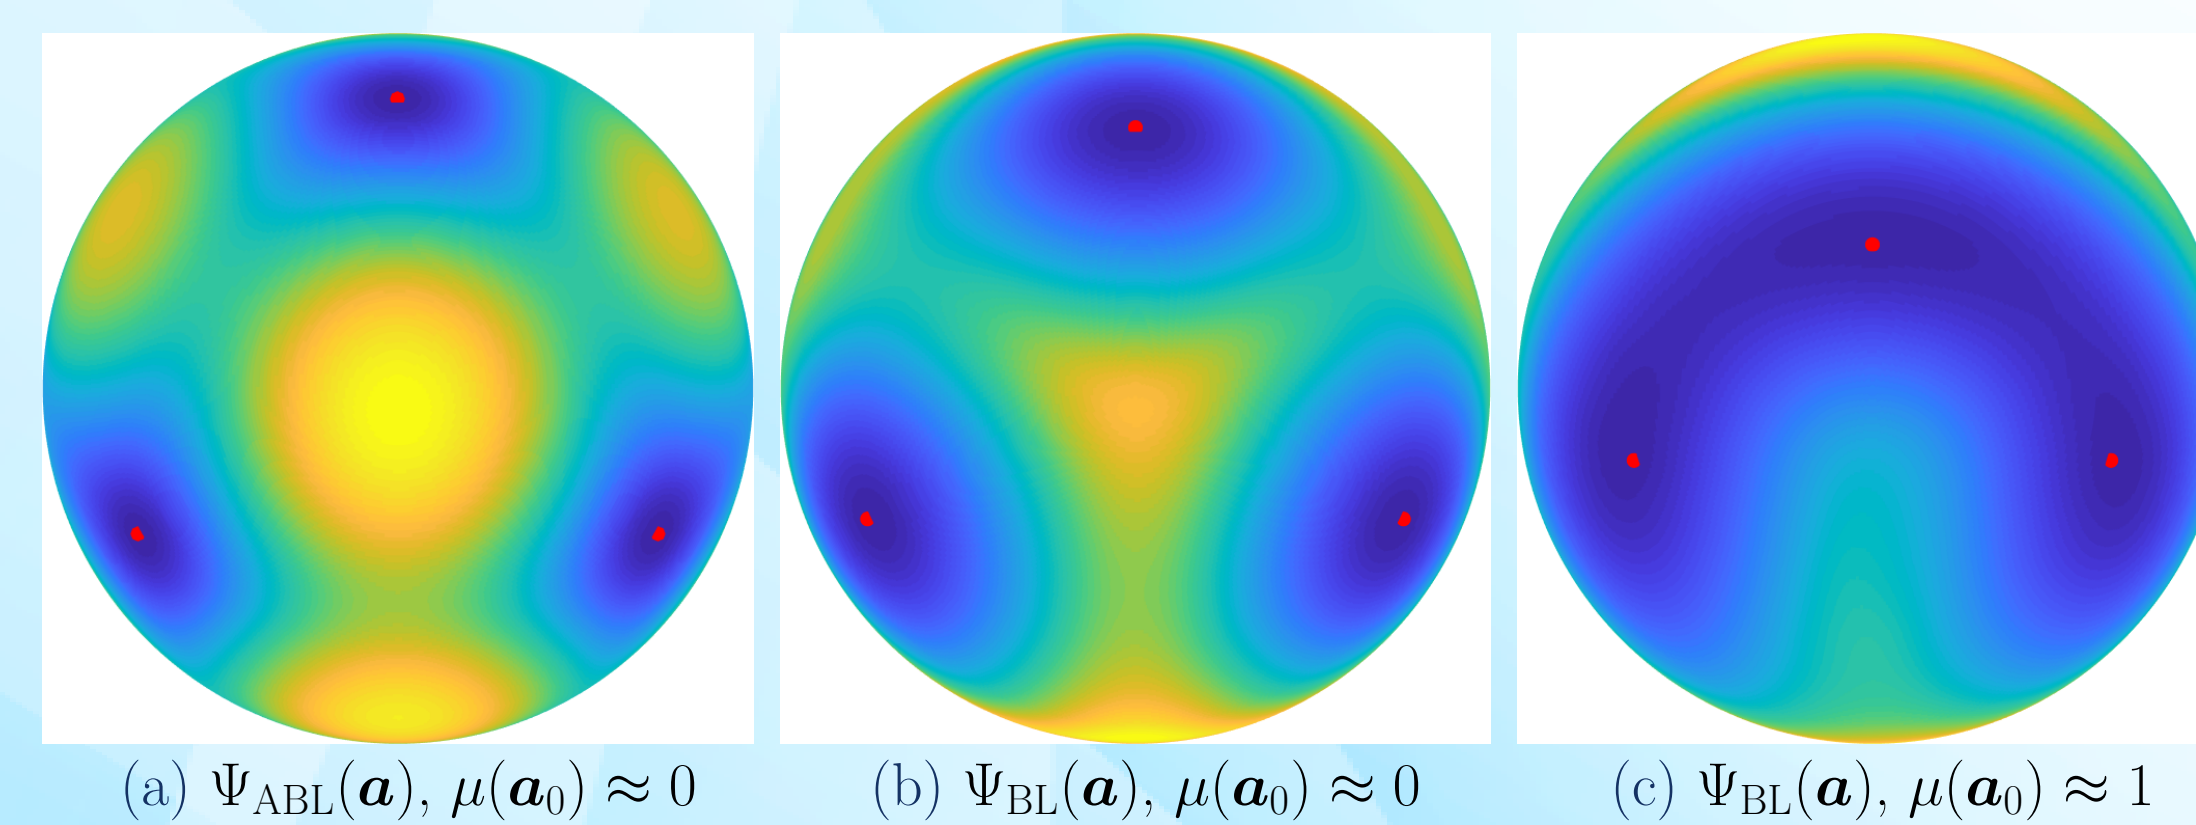 (a) Ψ_ABL(a), μ(a₀) ≈ 0
(b) Ψ_BL(a), μ(a₀) ≈ 0
(c) Ψ_BL(a), μ(a₀) ≈ 1